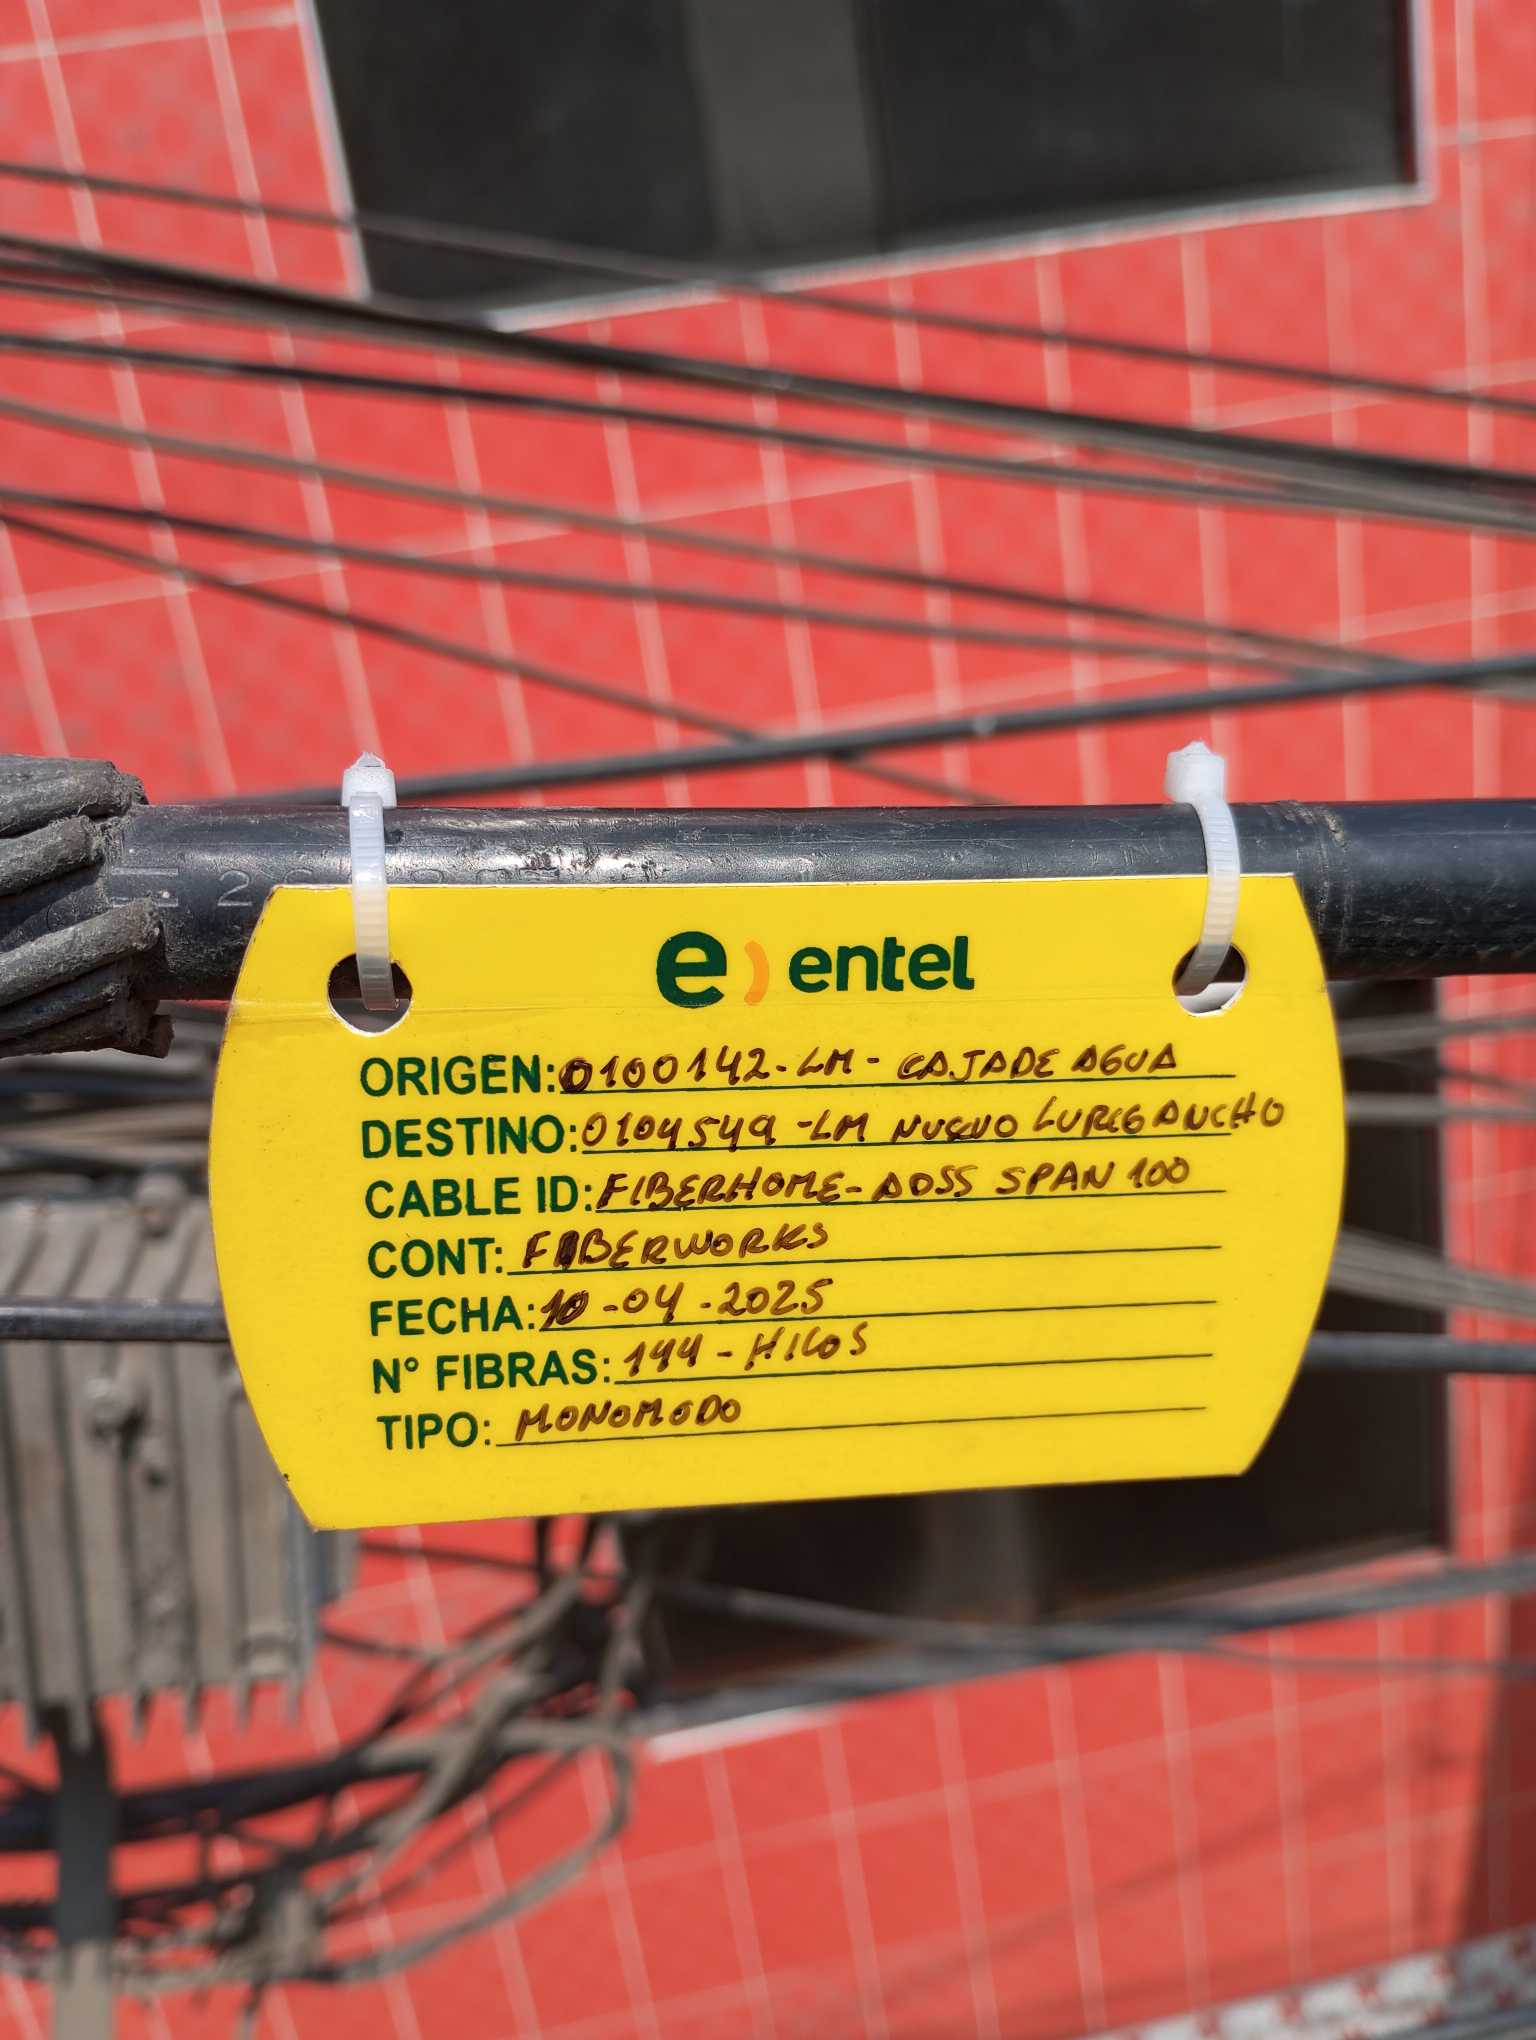 e) entel
ORIGEN: 0100142-LM- CAJADE AGUA
DESTINO: 0104549-LM NUEVO LURIGANCHO
CABLE ID: FIBERHOME-ADSS SPAN 100
CONT: FIBERWORKS
FECHA: 10-04-2025
N° FIBRAS: 144-HILOS
TIPO: MONOMODO